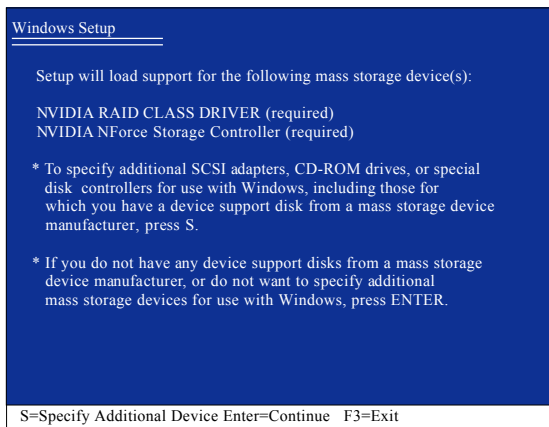 Windows Setup
Setup will load support for the following mass storage device(s):
NVIDIA RAID CLASS DRIVER (required)
NVIDIA NForce Storage Controller (required)
* To specify additional SCSI adapters, CD-ROM drives, or special
disk controllers for use with Windows, including those for
which you have a device support disk from a mass storage device
manufacturer, press S.
* If you do not have any device support disks from a mass storage
device manufacturer, or do not want to specify additional
mass storage devices for use with Windows, press ENTER.
S=Specify Additional Device Enter=Continue F3=Exit